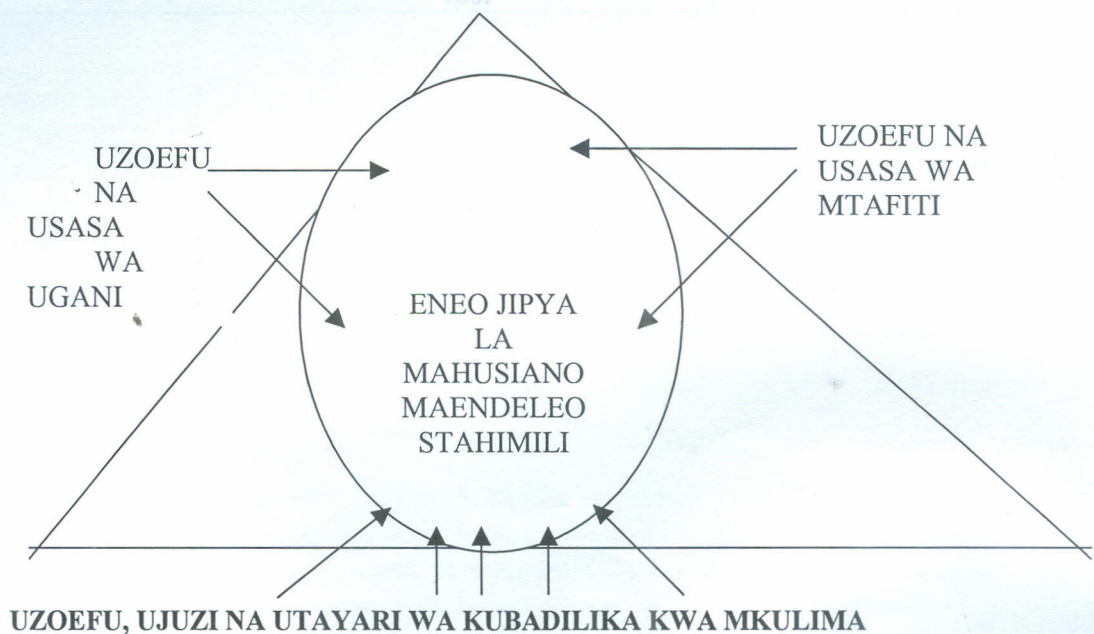 UZOEFU
NA
USASA
WA
UGANI
UZOEFU NA
USASA WA
MTAFITI
ENEO JIPYA
LA
MAHUSIANO
MAENDELEO
STAHIMILI
UZOEFU, UJUZI NA UTAYARI WA KUBADILIKA KWA MKULIMA